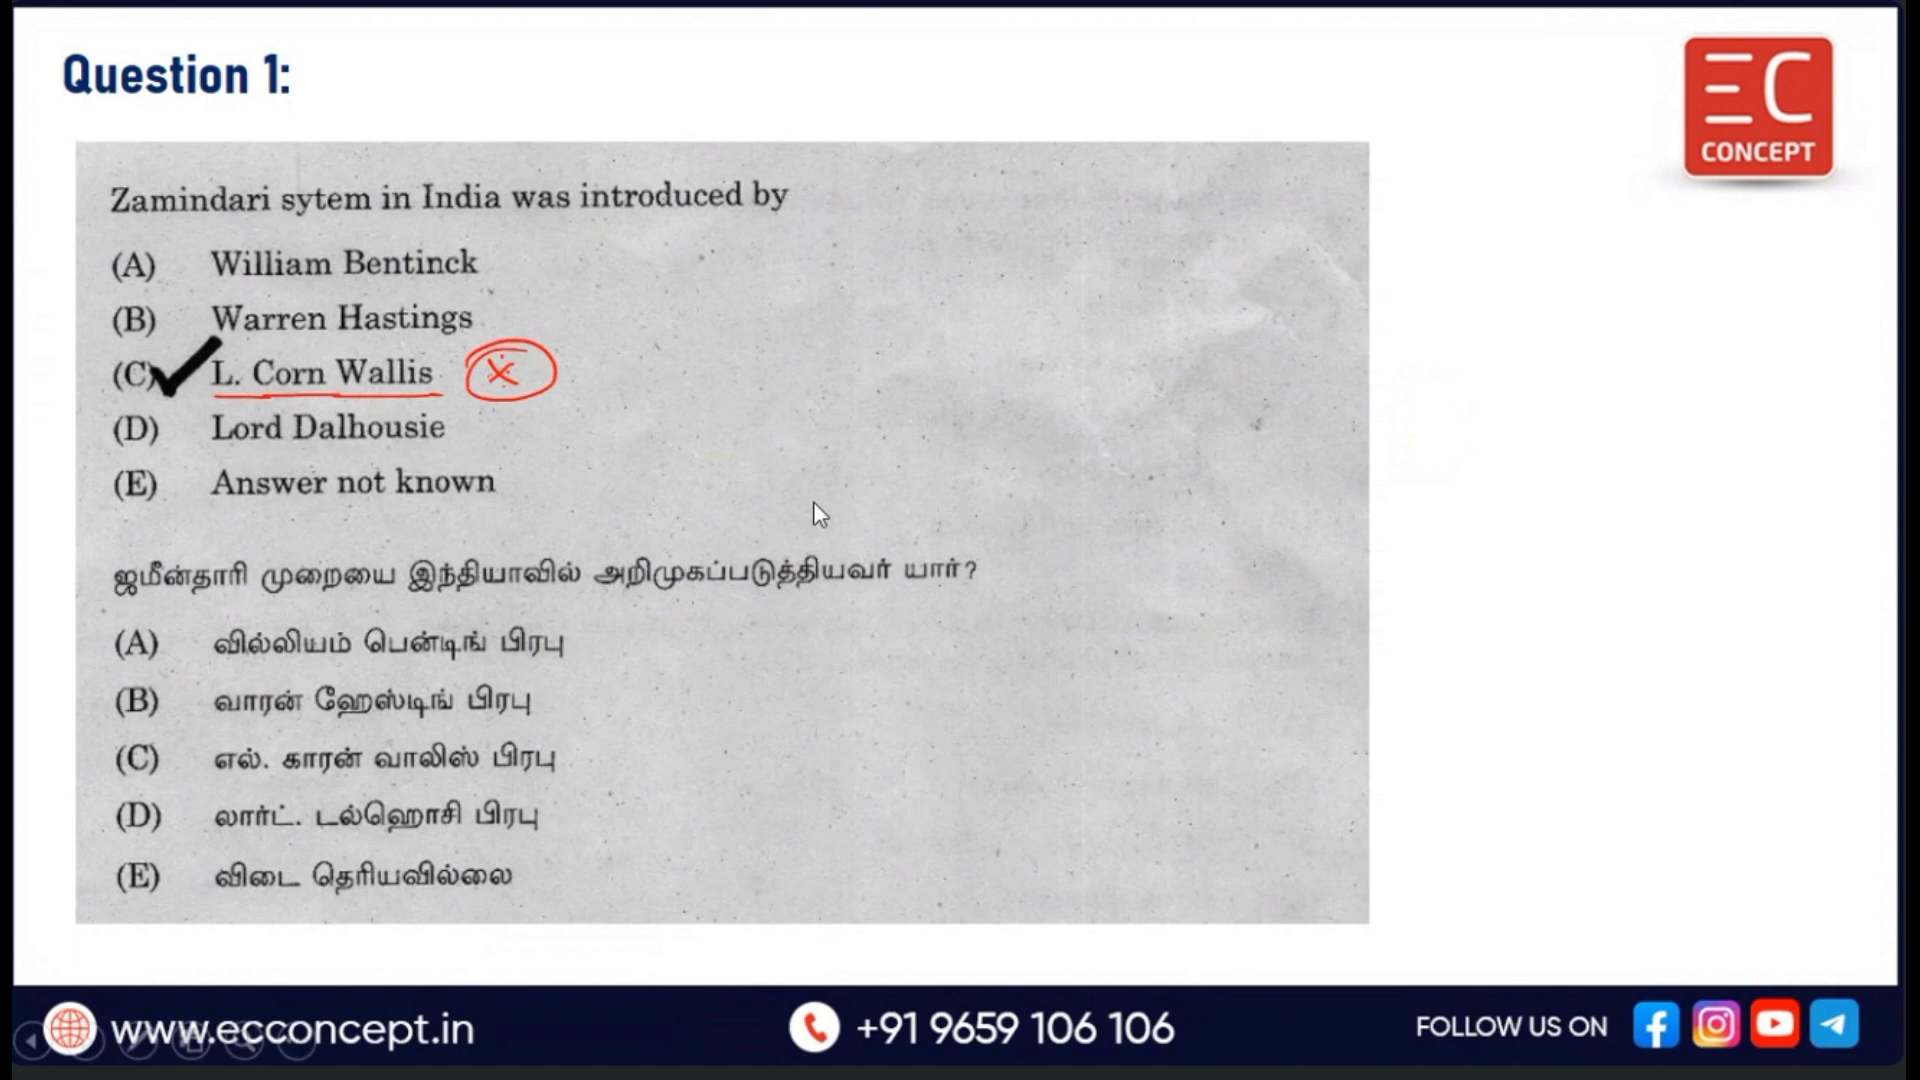 Question 1:
EC
CONCEPT
Zamindari sytem in India was introduced by
(A) William Bentinck
(B) Warren Hastings
(C) L. Corn Wallis
(D) Lord Dalhousie
(E) Answer not known
ஜமீன்தாரி முறையை இந்தியாவில் அறிமுகப்படுத்தியவர் யார்?
(A) வில்லியம் பென்டிங் பிரபு
(B) வாரன் ஹேஸ்டிங் பிரபு
(C) எல். காரன் வாலிஸ் பிரபு
(D) லார்ட். டல்ஹொசி பிரபு
(E) விடை தெரியவில்லை
www.ecconcept.in
+91 9659 106 106
FOLLOW US ON